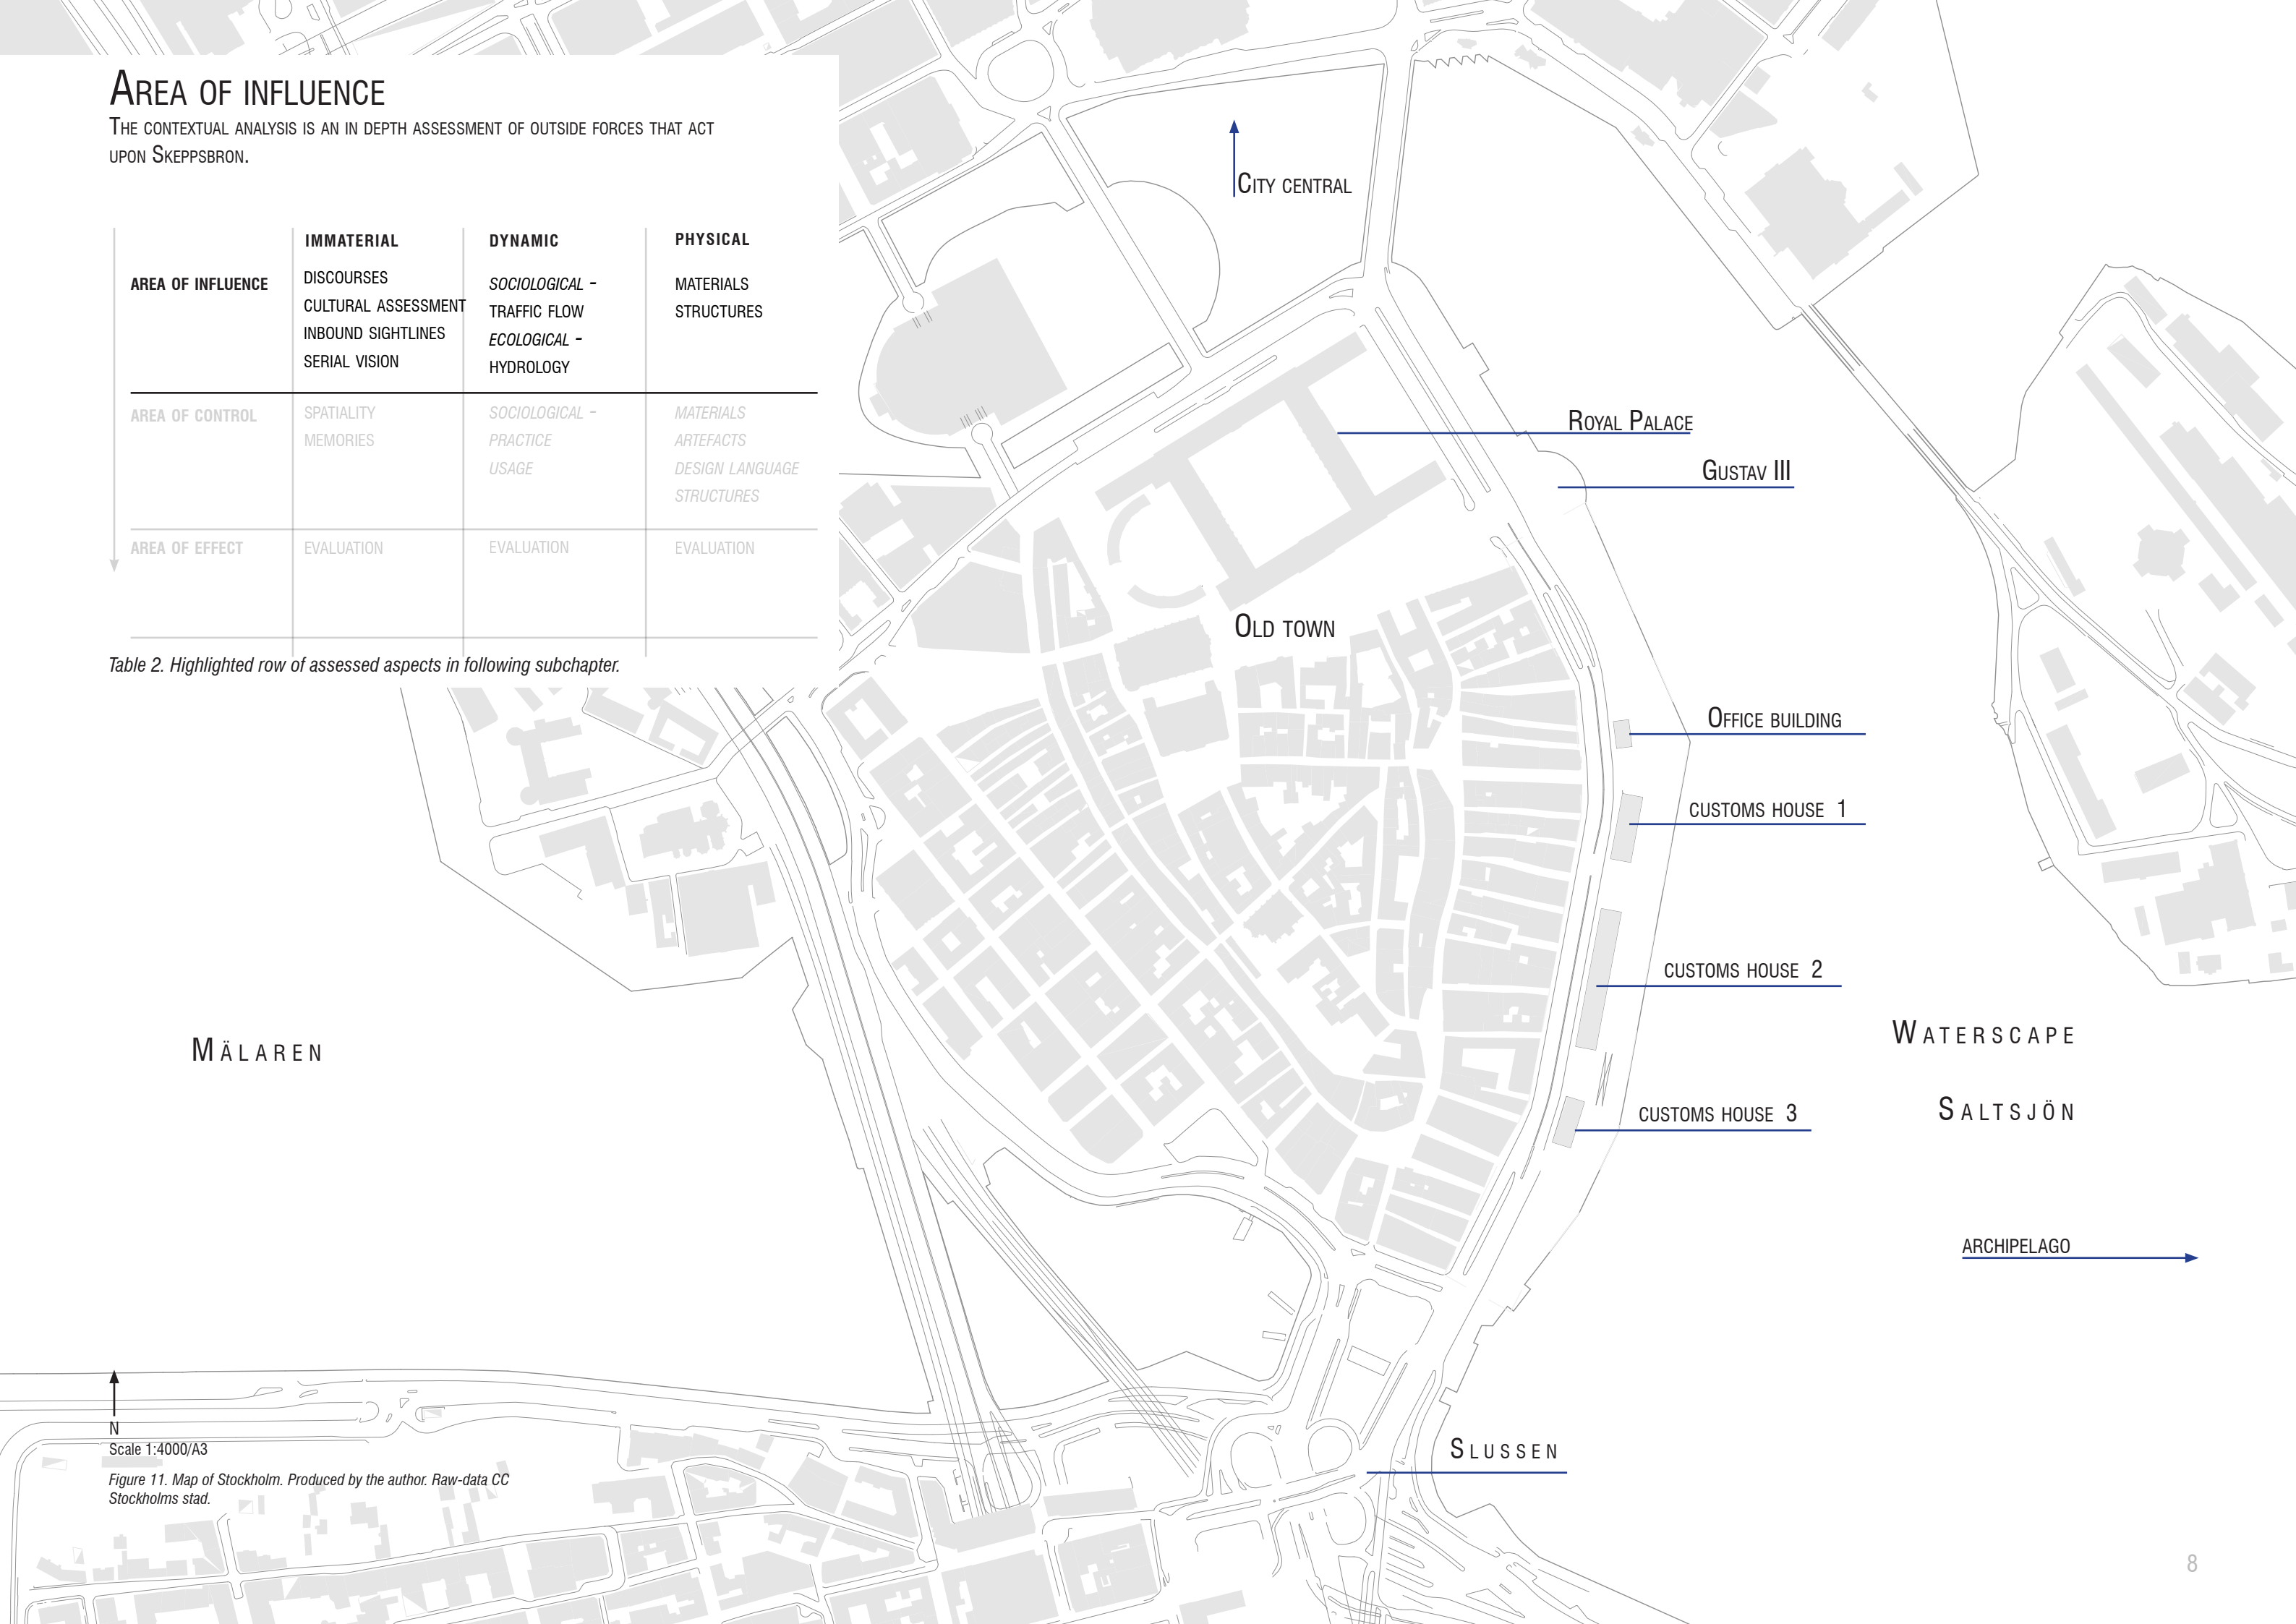 Area of influence
The contextual analysis is an in depth assessment of outside forces that act
upon Skeppsbron.
IMMATERIAL DYNAMIC PHYSICAL
AREA OF INFLUENCE
DISCOURSES
CULTURAL ASSESSMENT
INBOUND SIGHTLINES
SERIAL VISION
SOCIOLOGICAL -
TRAFFIC FLOW
ECOLOGICAL -
HYDROLOGY
MATERIALS
STRUCTURES
AREA OF CONTROL
SPATIALITY
MEMORIES
SOCIOLOGICAL -
PRACTICE
USAGE
MATERIALS
ARTEFACTS
DESIGN LANGUAGE
STRUCTURES
AREA OF EFFECT
EVALUATION
EVALUATION
EVALUATION
Table 2. Highlighted row of assessed aspects in following subchapter.
City central
Royal Palace
Gustav III
Old town
Office building
customs house 1
customs house 2
customs house 3
Mälaren
Waterscape
Saltsjön
archipelago
Slussen
N
Scale 1:4000/A3
Figure 11. Map of Stockholm. Produced by the author. Raw-data CC
Stockholms stad.
8